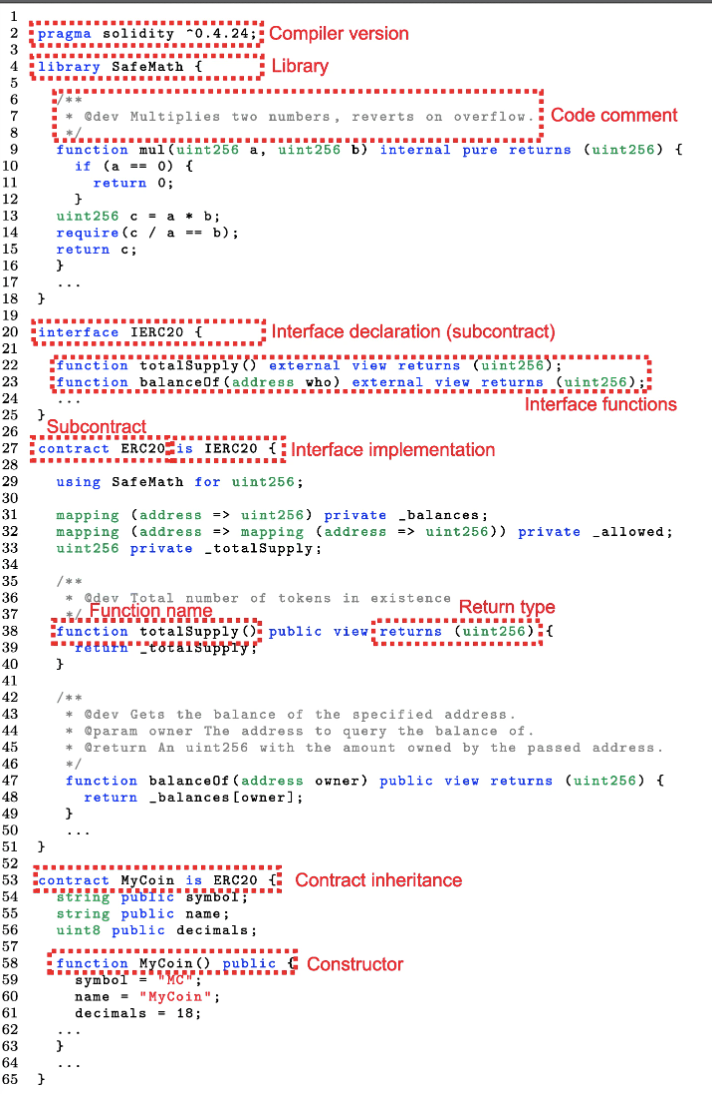 1
2 pragma solidity ^0.4.24; Compiler version
3
4 library SafeMath { Library
5
6 /**
7 * @dev Multiplies two numbers, reverts on overflow. Code comment
8 */
9 function mul(uint256 a, uint256 b) internal pure returns (uint256) {
10 if (a == 0) {
11 return 0;
12 }
13 uint256 c = a * b;
14 require(c / a == b);
15 return c;
16 }
17 ...
18 }
19
20 interface IERC20 { Interface declaration (subcontract)
21
22 function totalSupply() external view returns (uint256);
23 function balanceOf(address who) external view returns (uint256);
24 ...
Interface functions
25 }
26
Subcontract
27 contract ERC20 is IERC20 { Interface implementation
28
29 using SafeMath for uint256;
30
31 mapping (address => uint256) private _balances;
32 mapping (address => mapping (address => uint256)) private _allowed;
33 uint256 private _totalSupply;
34
35 /**
36 * @dev Total number of tokens in existence
37 */
Function name Return type
38 function totalSupply() public view returns (uint256) {
39 return _totalSupply;
40 }
41
42 /**
43 * @dev Gets the balance of the specified address.
44 * @param owner The address to query the balance of.
45 * @return An uint256 with the amount owned by the passed address.
46 */
47 function balanceOf(address owner) public view returns (uint256) {
48 return _balances[owner];
49 }
50 ...
51 }
52
53 contract MyCoin is ERC20 { Contract inheritance
54 string public symbol;
55 string public name;
56 uint8 public decimals;
57
58 function MyCoin() public { Constructor
59 symbol = "MC";
60 name = "MyCoin";
61 decimals = 18;
62 ...
63 }
64 ...
65 }